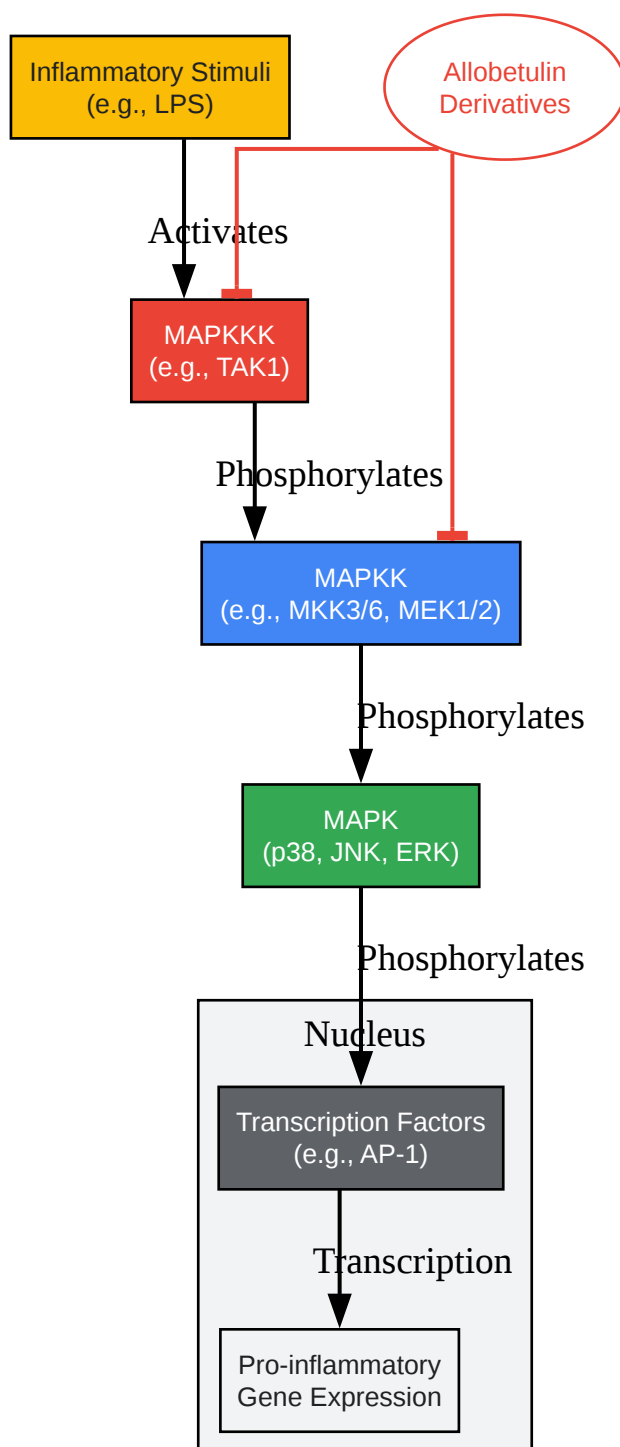 Inflammatory Stimuli
(e.g., LPS)
Allobetulin
Derivatives
Activates
MAPKKK
(e.g., TAK1)
Phosphorylates
MAPKK
(e.g., MKK3/6, MEK1/2)
Phosphorylates
MAPK
(p38, JNK, ERK)
Phosphorylates
Nucleus
Transcription Factors
(e.g., AP-1)
Transcription
Pro-inflammatory
Gene Expression